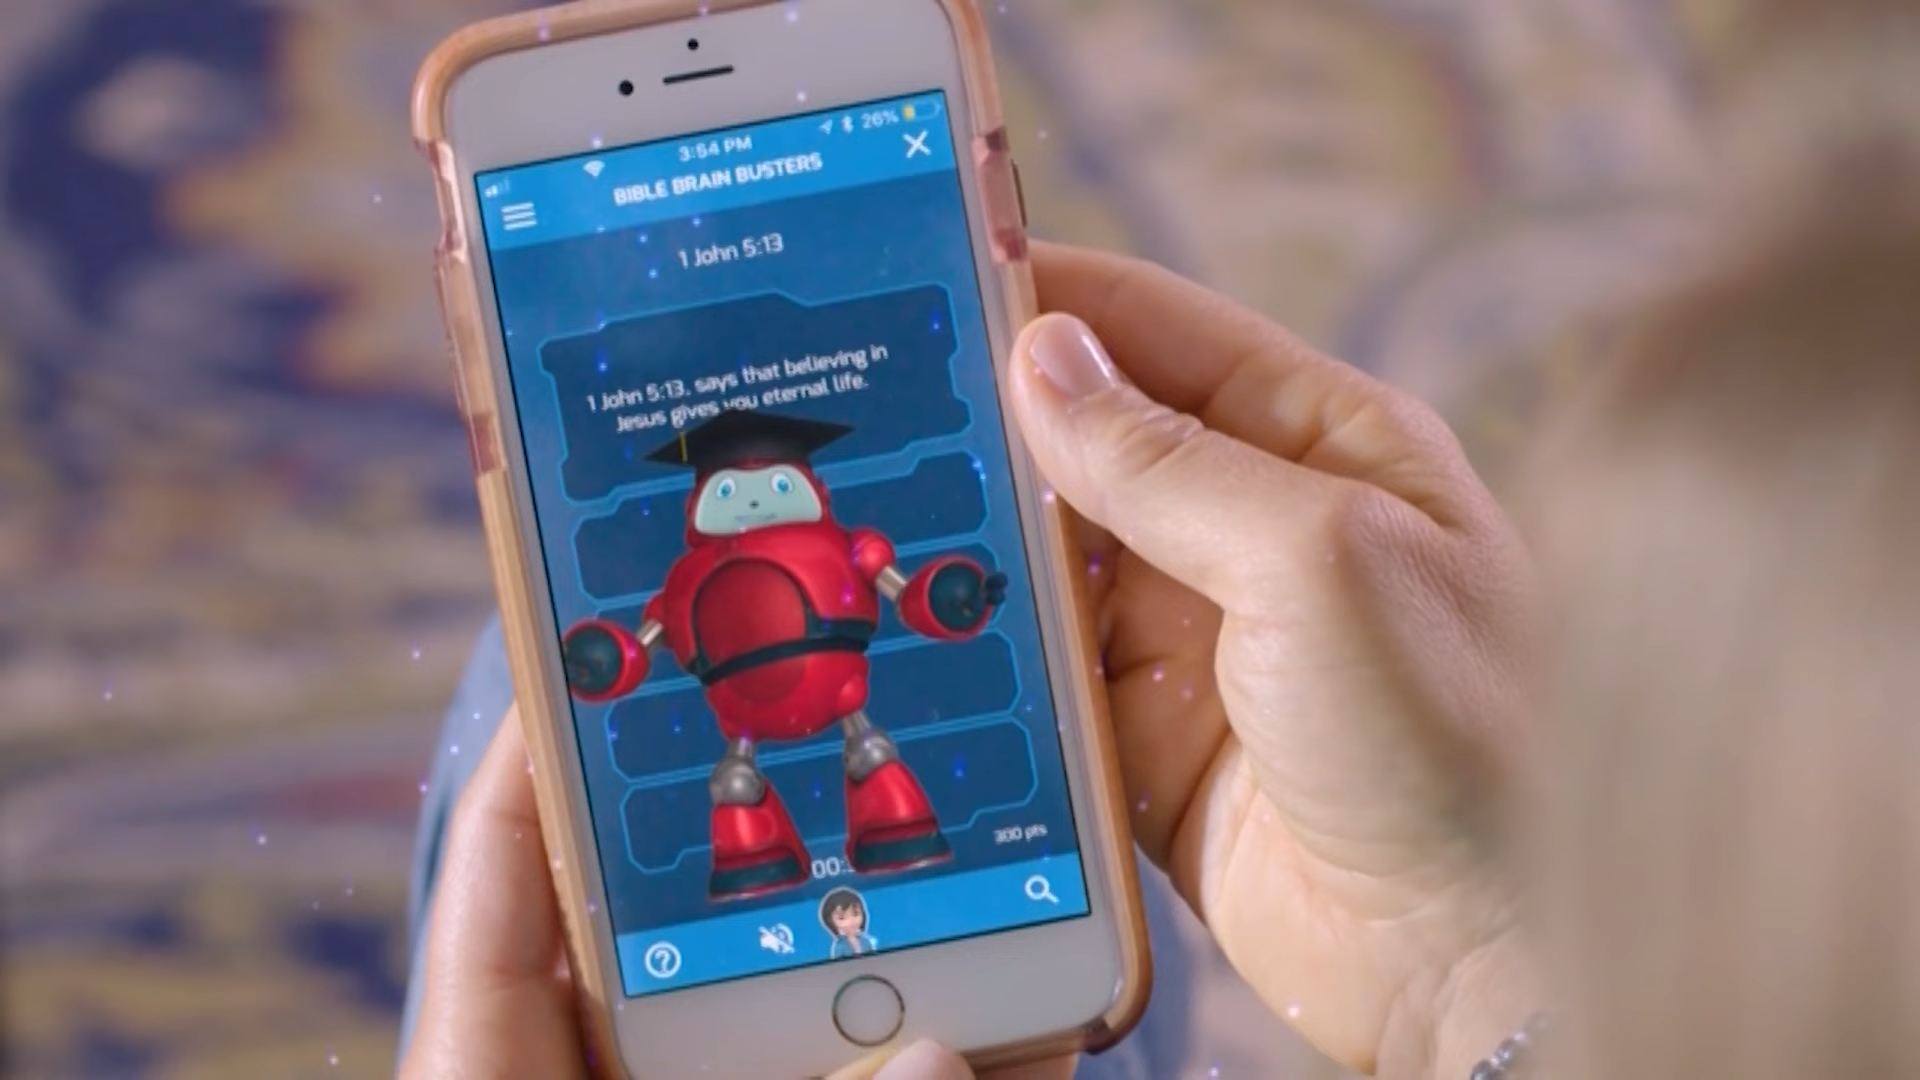 3:54 PM
26%
BIBLE BRAIN BUSTERS
1 John 5:13
1 John 5:13, says that believing in
Jesus gives you eternal life.
300 pts
00:
?